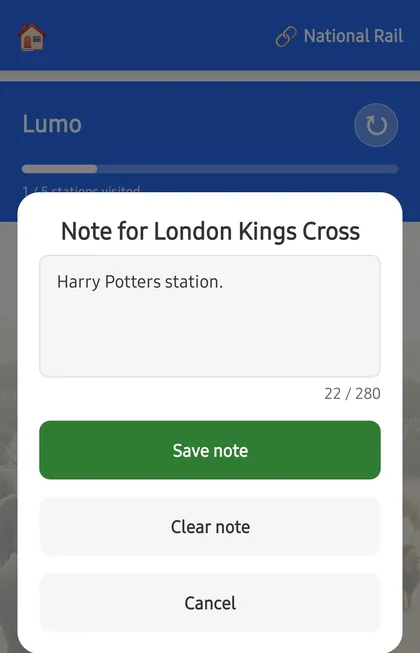 National Rail
Lumo
1 / 5 stations visited
Note for London Kings Cross
Harry Potters station.
22 / 280
Save note
Clear note
Cancel